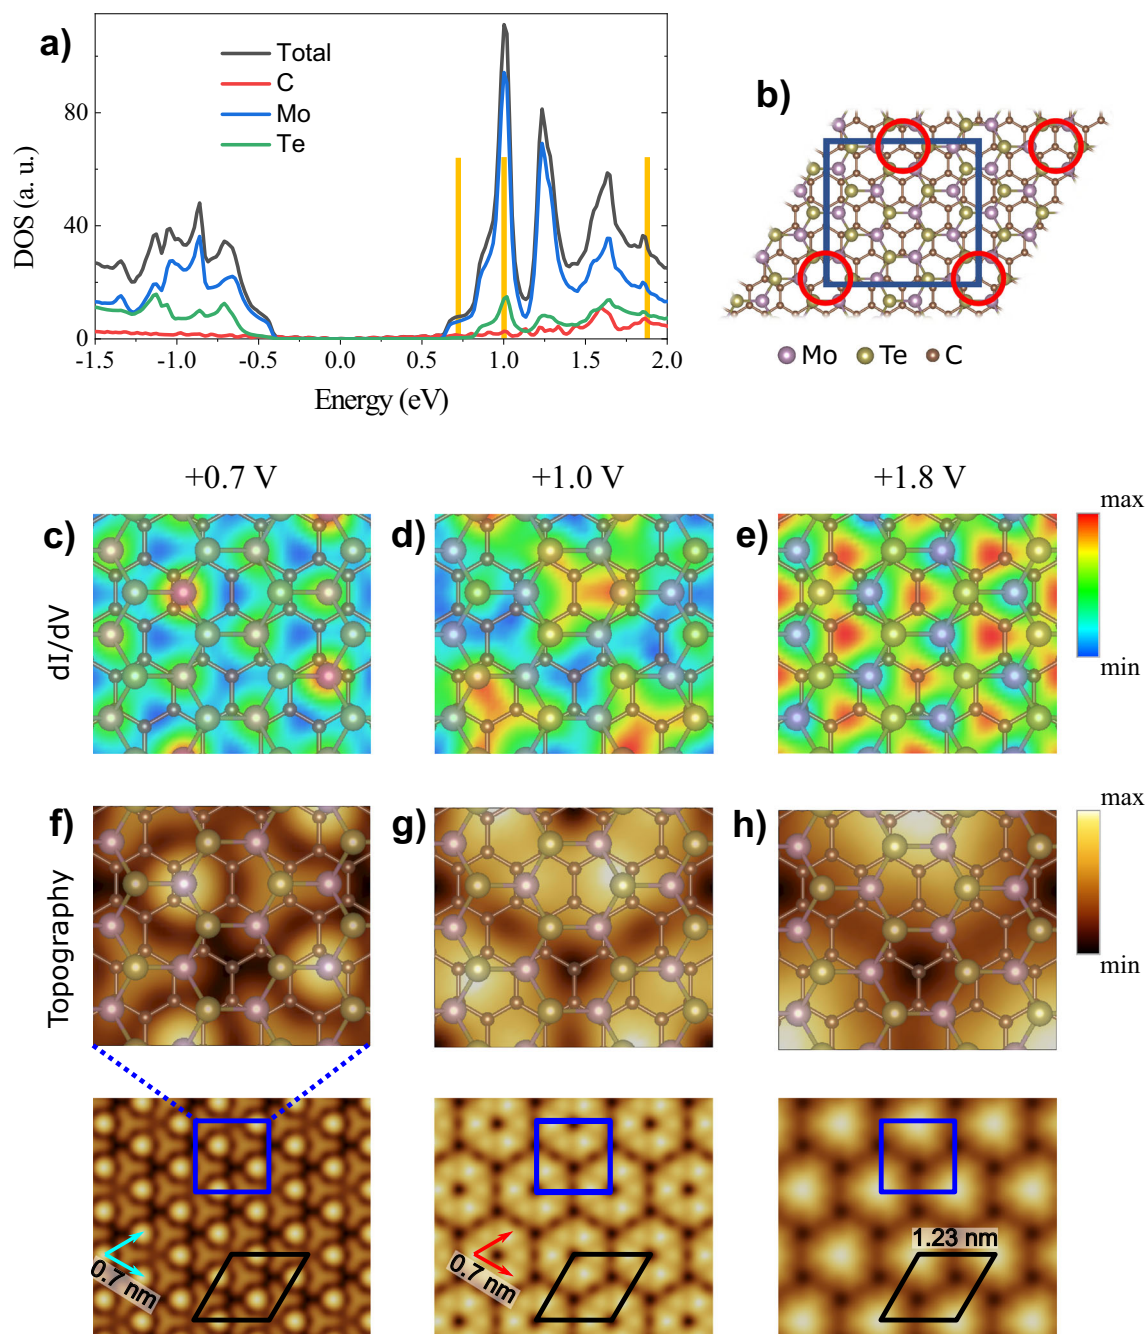 a)
Total
C
Mo
Te
80
40
0
DOS (a. u.)
-1.5 -1.0 -0.5 0.0 0.5 1.0 1.5 2.0
Energy (eV)
b)
Mo Te C
+0.7 V +1.0 V +1.8 V
c) d) e)
dI/dV
max
min
f) g) h)
Topography
max
min
0.7 nm
0.7 nm
1.23 nm